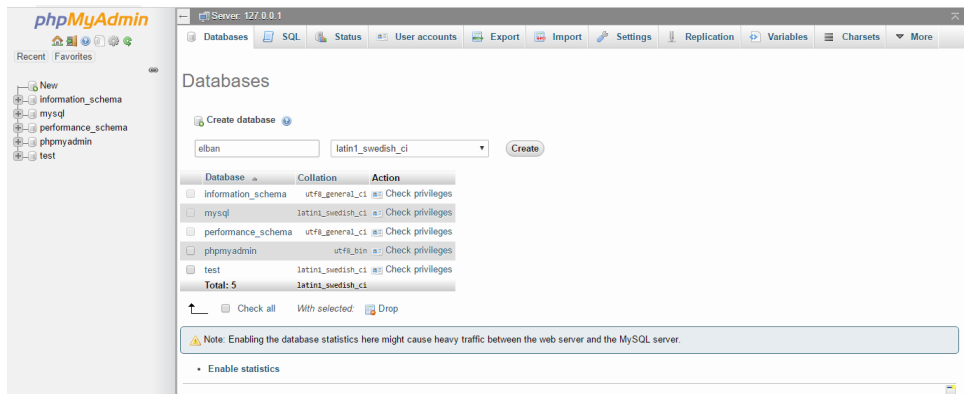 phpMyAdmin
Recent Favorites
New
information_schema
mysql
performance_schema
phpmyadmin
test
Server: 127.0.0.1
Databases SQL Status User accounts Export Import Settings Replication Variables Charsets More
Databases
Create database
elban latin1_swedish_ci Create
Database Collation Action
information_schema utf8_general_ci Check privileges
mysql latin1_swedish_ci Check privileges
performance_schema utf8_general_ci Check privileges
phpmyadmin utf8_bin Check privileges
test latin1_swedish_ci Check privileges
Total: 5 latin1_swedish_ci
Check all With selected: Drop
Note: Enabling the database statistics here might cause heavy traffic between the web server and the MySQL server.
Enable statistics